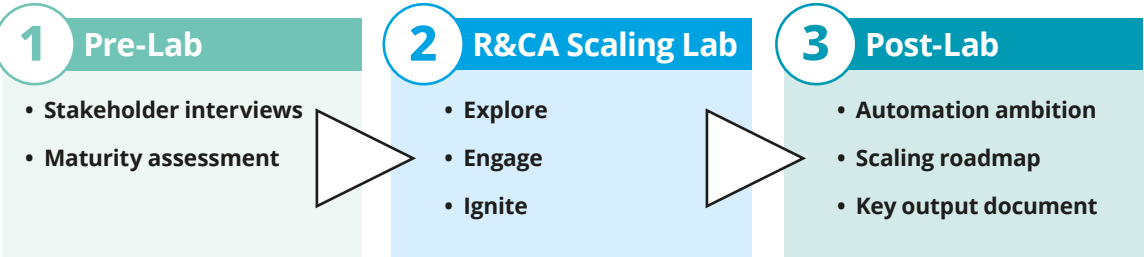 1 Pre-Lab
• Stakeholder interviews
• Maturity assessment
2 R&CA Scaling Lab
• Explore
• Engage
• Ignite
3 Post-Lab
• Automation ambition
• Scaling roadmap
• Key output document